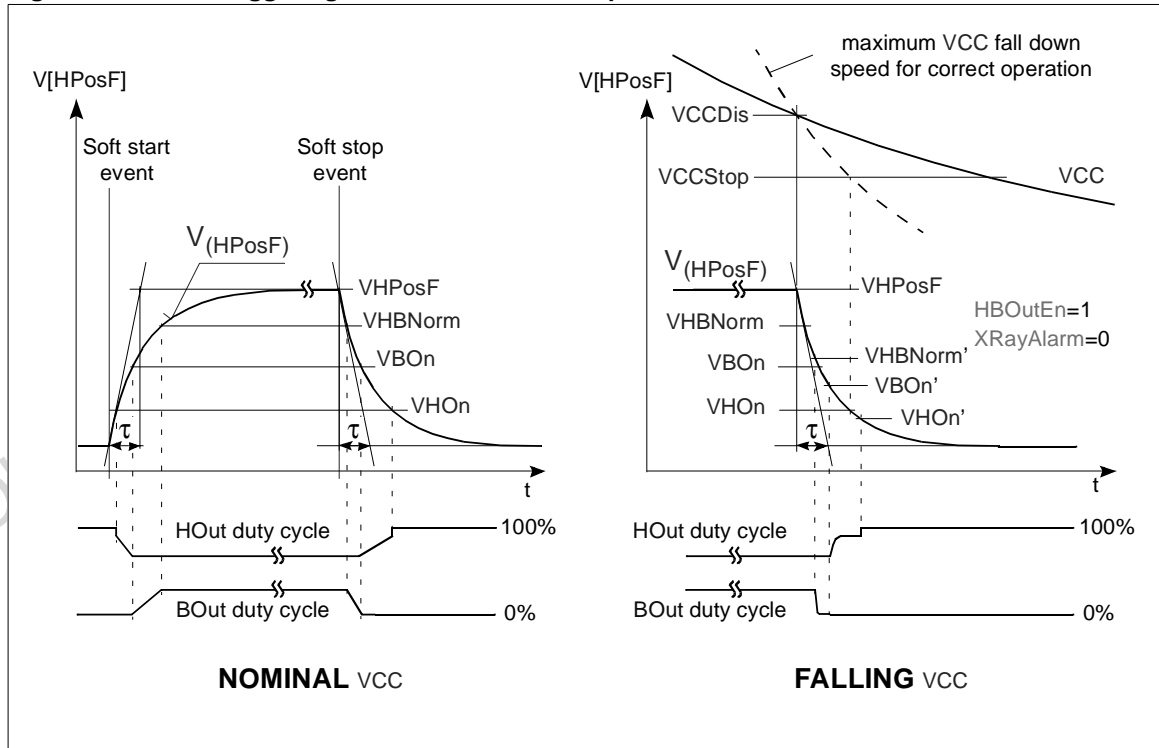 V[HPosF]
Soft start
event
Soft stop
event
V(HPosF)
VHPosF
VHBNorm
VBOn
VHOn
τ
τ
t
HOut duty cycle
100%
BOut duty cycle
0%
NOMINAL VCC
maximum VCC fall down
speed for correct operation
V[HPosF]
VCCDis
VCCStop
VCC
V(HPosF)
VHPosF
HBOutEn=1
XRayAlarm=0
VHBNorm
VHBNorm’
VBOn
VBOn’
VHOn
VHOn’
τ
t
HOut duty cycle
100%
BOut duty cycle
0%
FALLING VCC